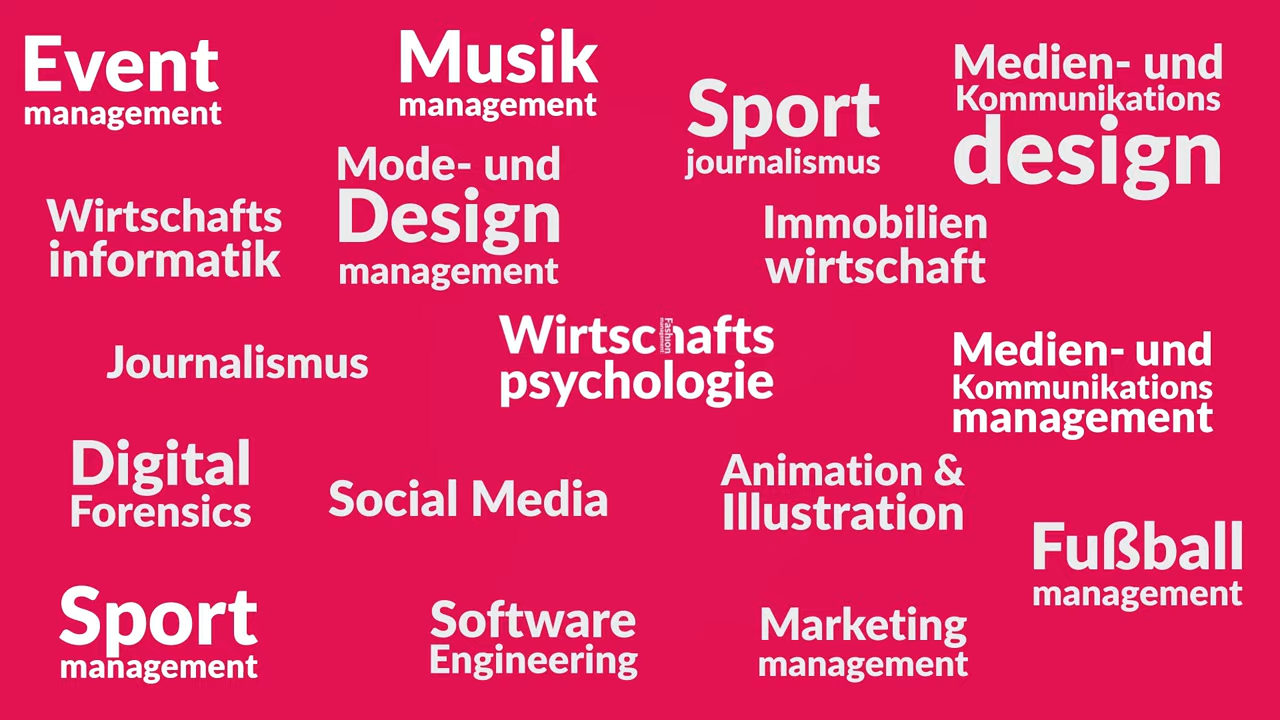 Event
management
Musik
management
Sport
journalismus
Medien- und
Kommunikations
design
Wirtschafts
informatik
Mode- und
Design
management
Immobilien
wirtschaft
Journalismus
Wirtschafts
psychologie
Fashion
management
Medien- und
Kommunikations
management
Digital
Forensics
Social Media
Animation &
Illustration
Fußball
management
Sport
management
Software
Engineering
Marketing
management